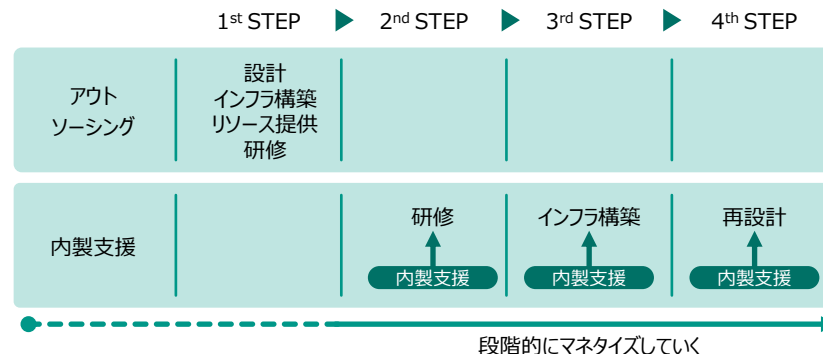 1st STEP ▶ 2nd STEP ▶ 3rd STEP ▶ 4th STEP
アウト
ソーシング
設計
インフラ構築
リソース提供
研修
内製支援
研修
インフラ構築
再設計
内製支援
内製支援
内製支援
段階的にマネタイズしていく